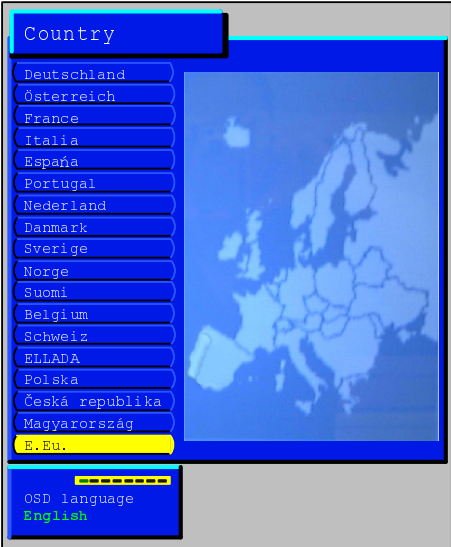 Country
Deutschland
Österreich
France
Italia
Espańa
Portugal
Nederland
Danmark
Sverige
Norge
Suomi
Belgium
Schweiz
ELLADA
Polska
Česká republika
Magyarország
E.Eu.
OSD language
English